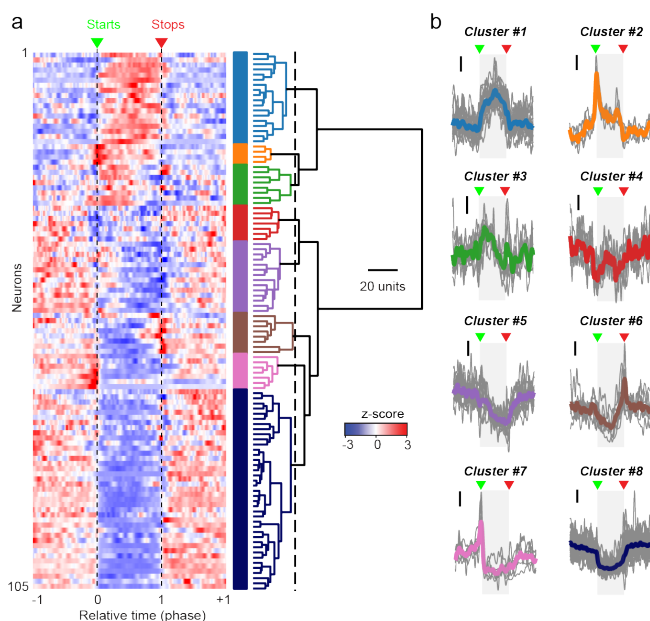 a
Starts
Stops
1
Neurons
105
-1
0
1
+1
Relative time (phase)
20 units
z-score
-3
0
3
b
Cluster #1
Cluster #2
Cluster #3
Cluster #4
Cluster #5
Cluster #6
Cluster #7
Cluster #8